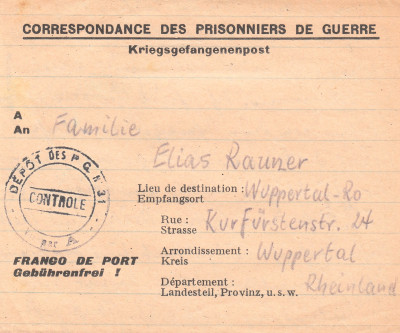 CORRESPONDANCE DES PRISONNIERS DE GUERRE
Kriegsgefangenenpost
A
An Familie
Elias Rauner
DEPÔT DES P.G. N° 31
CONTROLE
A
Lieu de destination : Wuppertal-Ro
Empfangsort
Rue : Kurfürstenstr. 24
Strasse
Arrondissement : Wuppertal
Kreis
FRANCO DE PORT
Gebührenfrei !
Département : Rheinland
Landesteil, Provinz, u.s.w.